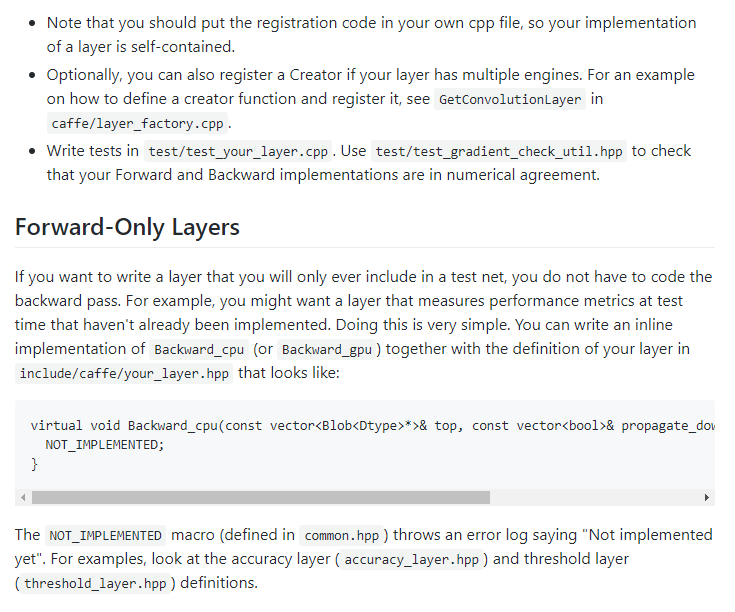 • Note that you should put the registration code in your own cpp file, so your implementation
of a layer is self-contained.
• Optionally, you can also register a Creator if your layer has multiple engines. For an example
on how to define a creator function and register it, see GetConvolutionLayer in
caffe/layer_factory.cpp.
• Write tests in test/test_your_layer.cpp. Use test/test_gradient_check_util.hpp to check
that your Forward and Backward implementations are in numerical agreement.
Forward-Only Layers
If you want to write a layer that you will only ever include in a test net, you do not have to code the
backward pass. For example, you might want a layer that measures performance metrics at test
time that haven't already been implemented. Doing this is very simple. You can write an inline
implementation of Backward_cpu (or Backward_gpu) together with the definition of your layer in
include/caffe/your_layer.hpp that looks like:
virtual void Backward_cpu(const vector<Blob<Dtype>*>& top, const vector<bool>& propagate_dow
  NOT_IMPLEMENTED;
}
The NOT_IMPLEMENTED macro (defined in common.hpp) throws an error log saying "Not implemented
yet". For examples, look at the accuracy layer (accuracy_layer.hpp) and threshold layer
(threshold_layer.hpp) definitions.